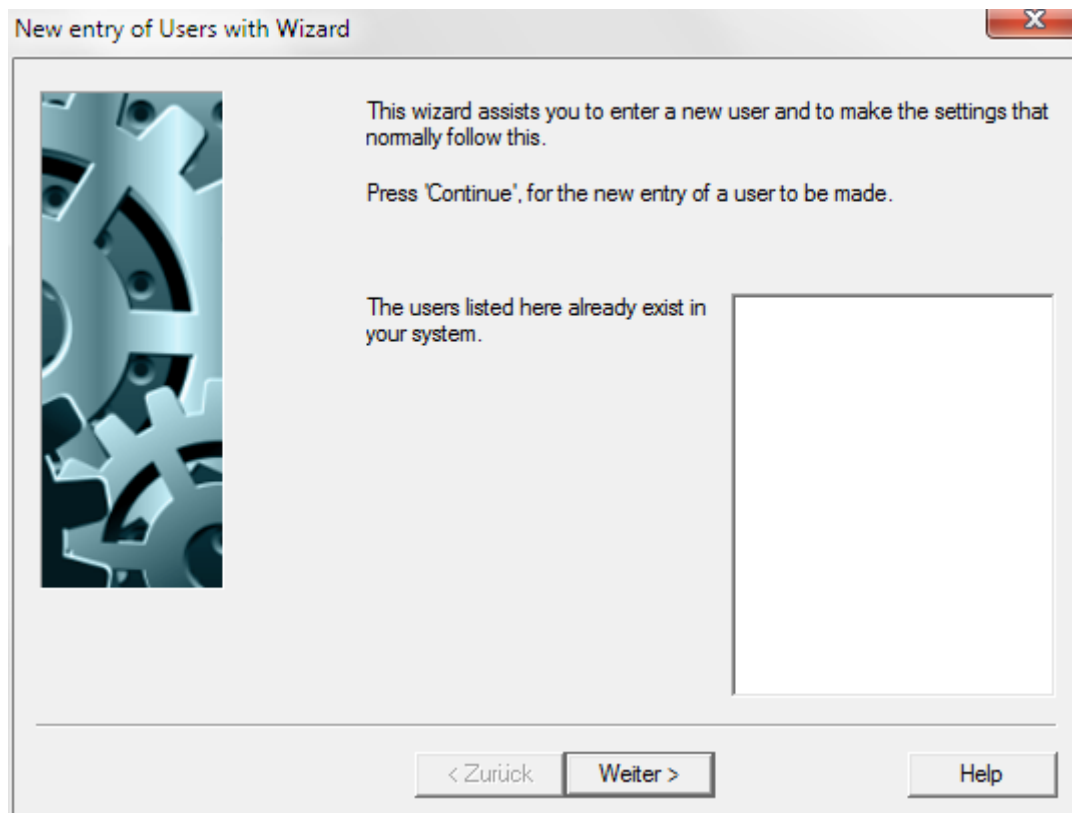 New entry of Users with Wizard
X
This wizard assists you to enter a new user and to make the settings that
normally follow this.
Press 'Continue', for the new entry of a user to be made.
The users listed here already exist in
your system.
< Zurück
Weiter >
Help